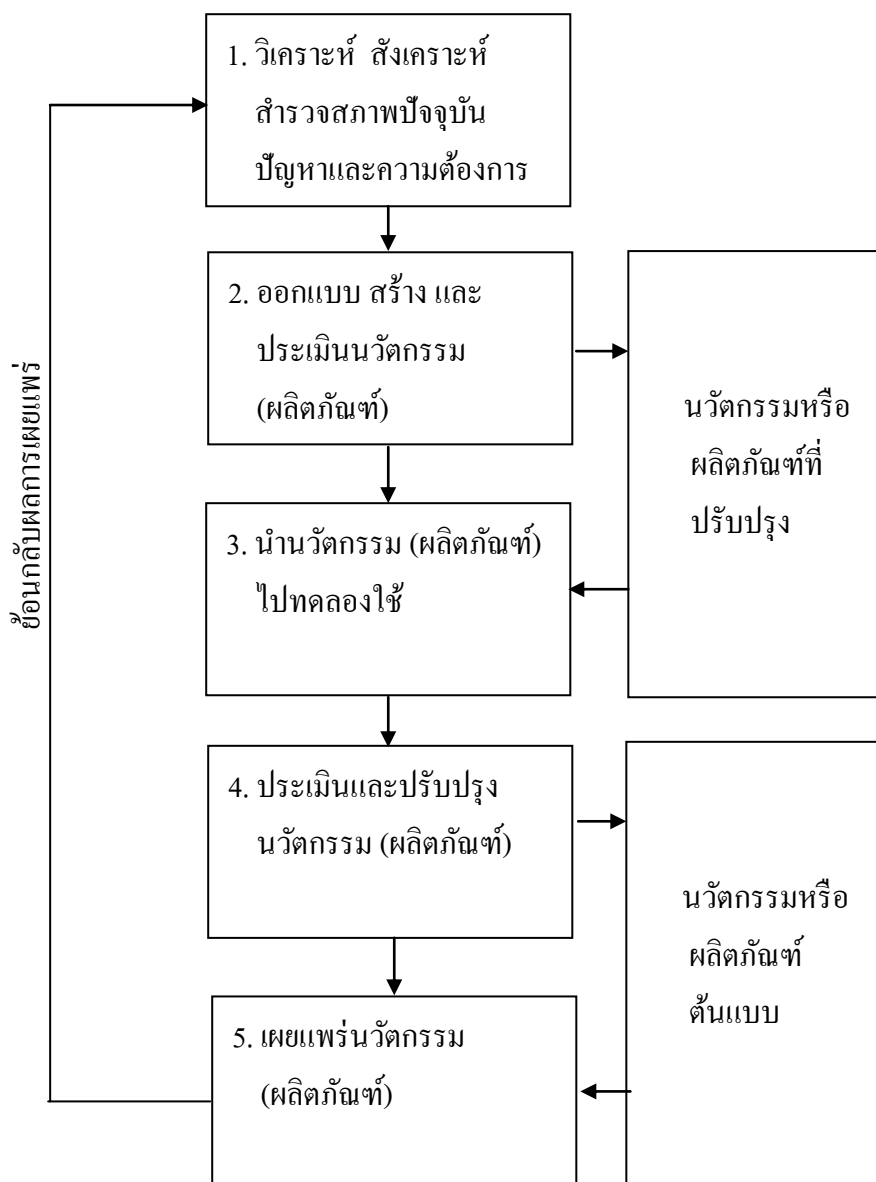 1. วิเคราะห์ สังเคราะห์
สำรวจสภาพปัจจุบัน
ปัญหาและความต้องการ
2. ออกแบบ สร้าง และ
ประเมินนวัตกรรม
(ผลิตภัณฑ์)
นวัตกรรมหรือ
ผลิตภัณฑ์ที่
ปรับปรุง
3. นำนวัตกรรม (ผลิตภัณฑ์)
ไปทดลองใช้
4. ประเมินและปรับปรุง
นวัตกรรม (ผลิตภัณฑ์)
นวัตกรรมหรือ
ผลิตภัณฑ์
ต้นแบบ
5. เผยแพร่นวัตกรรม
(ผลิตภัณฑ์)
ย้อนกลับผลการเผยแพร่